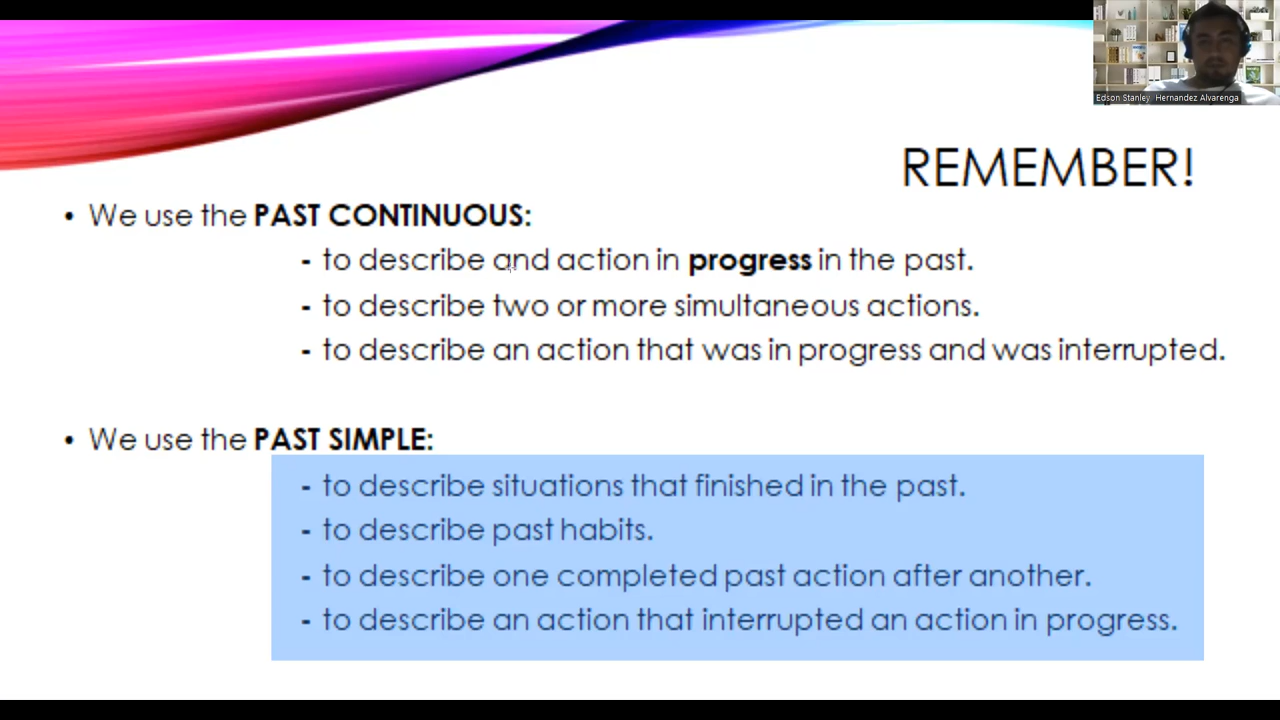 Edson Stanley Hernandez Alvarenga
REMEMBER!
• We use the PAST CONTINUOUS:
- to describe and action in progress in the past.
- to describe two or more simultaneous actions.
- to describe an action that was in progress and was interrupted.
• We use the PAST SIMPLE:
- to describe situations that finished in the past.
- to describe past habits.
- to describe one completed past action after another.
- to describe an action that interrupted an action in progress.